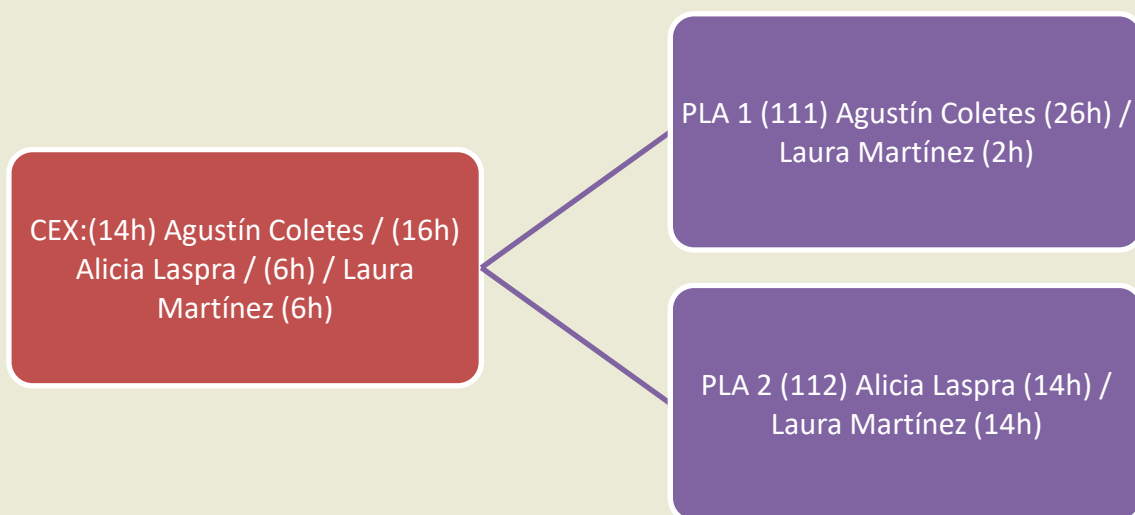 CEX:(14h) Agustín Coletes / (16h)
Alicia Laspra / (6h) / Laura
Martínez (6h)
PLA 1 (111) Agustín Coletes (26h) /
Laura Martínez (2h)
PLA 2 (112) Alicia Laspra (14h) /
Laura Martínez (14h)